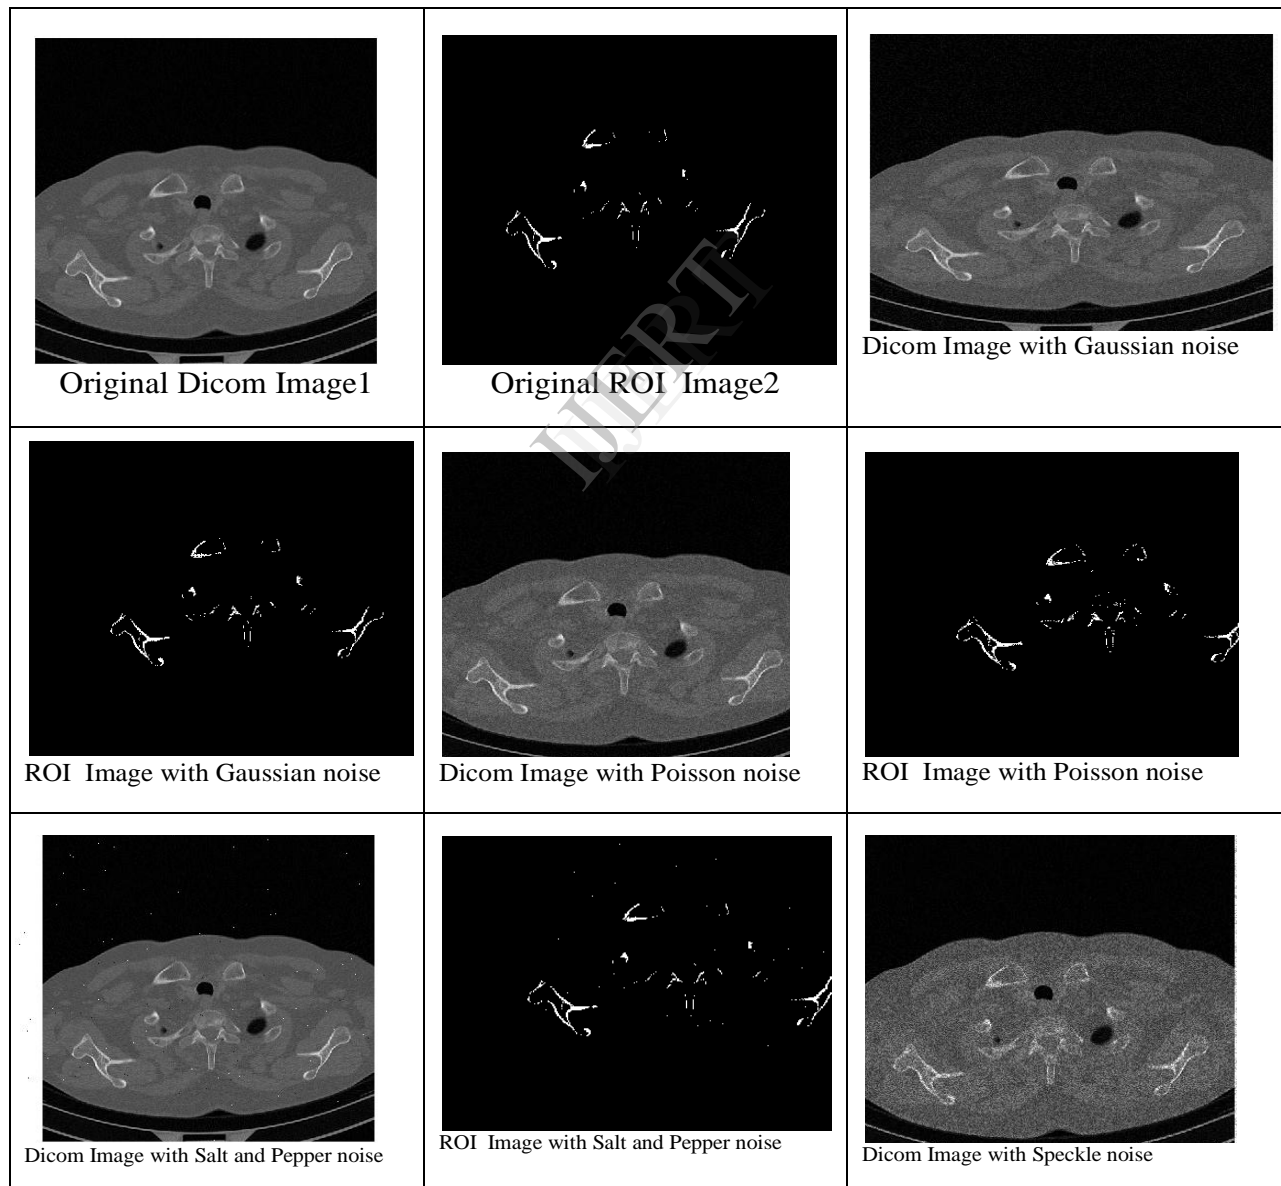 Original Dicom Image1
Original ROI Image2
Dicom Image with Gaussian noise
IJERT
ROI Image with Gaussian noise
Dicom Image with Poisson noise
ROI Image with Poisson noise
Dicom Image with Salt and Pepper noise
ROI Image with Salt and Pepper noise
Dicom Image with Speckle noise